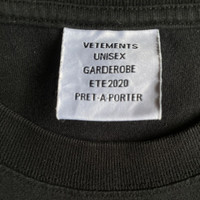 VETEMENTS
UNISEX
GARDEROBE
ETE2020
PRET-A-PORTER